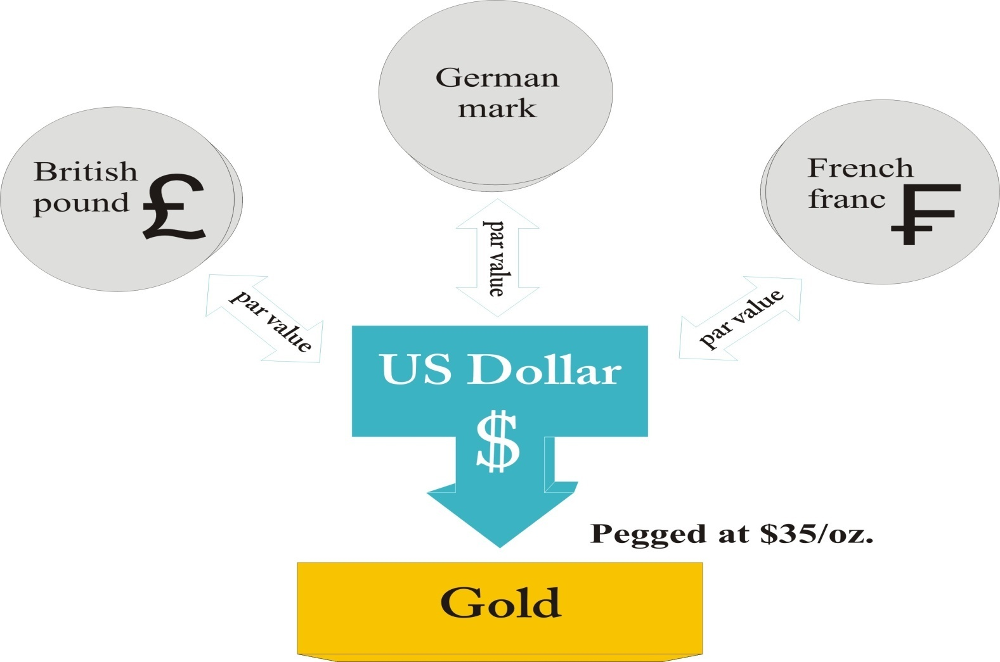 German
mark
British
pound £
French
franc ₣
par value
par value
par value
US Dollar
$
Pegged at $35/oz.
Gold